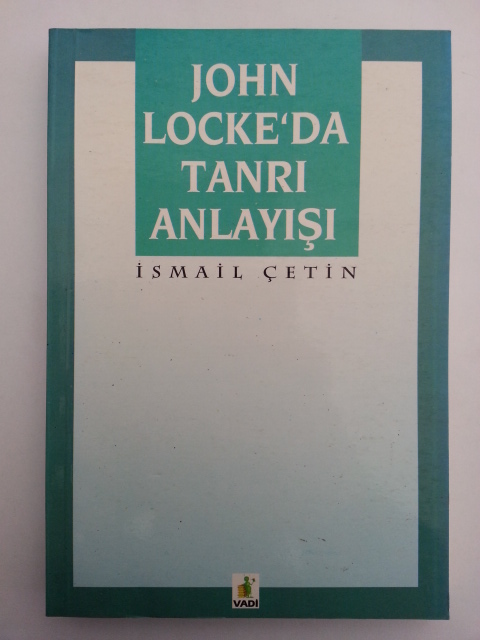 JOHN
LOCKE'DA
TANRI
ANLAYIŞI
İSMAİL ÇETİN
VADİ